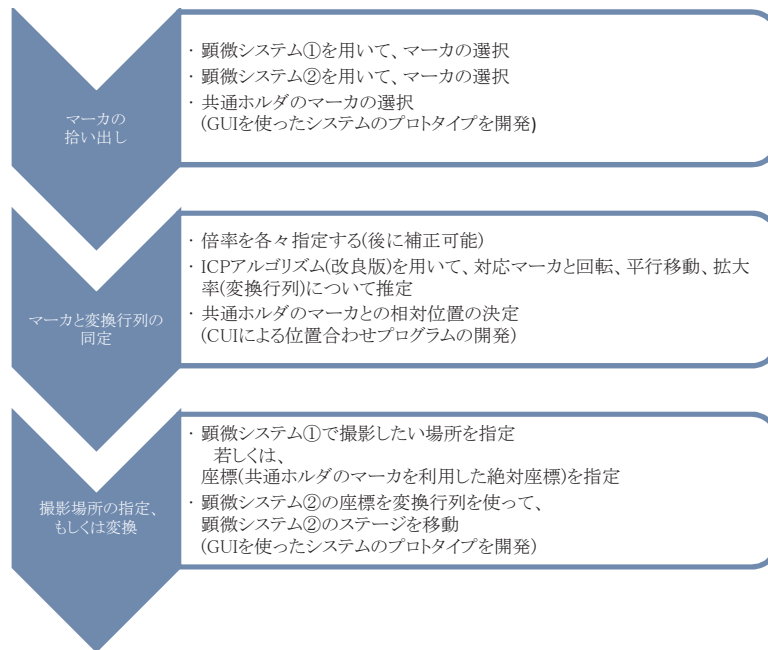 マーカの
拾い出し
・顕微システム①を用いて、マーカの選択
・顕微システム②を用いて、マーカの選択
・共通ホルダのマーカの選択
(GUIを使ったシステムのプロトタイプを開発)
マーカと変換行列の
同定
・倍率を各々指定する(後に補正可能)
・ICPアルゴリズム(改良版)を用いて、対応マーカと回転、平行移動、拡大
率(変換行列)について推定
・共通ホルダのマーカとの相対位置の決定
(CUIによる位置合わせプログラムの開発)
撮影場所の指定、
もしくは変換
・顕微システム①で撮影したい場所を指定
若しくは、
座標(共通ホルダのマーカを利用した絶対座標)を指定
・顕微システム②の座標を変換行列を使って、
顕微システム②のステージを移動
(GUIを使ったシステムのプロトタイプを開発)